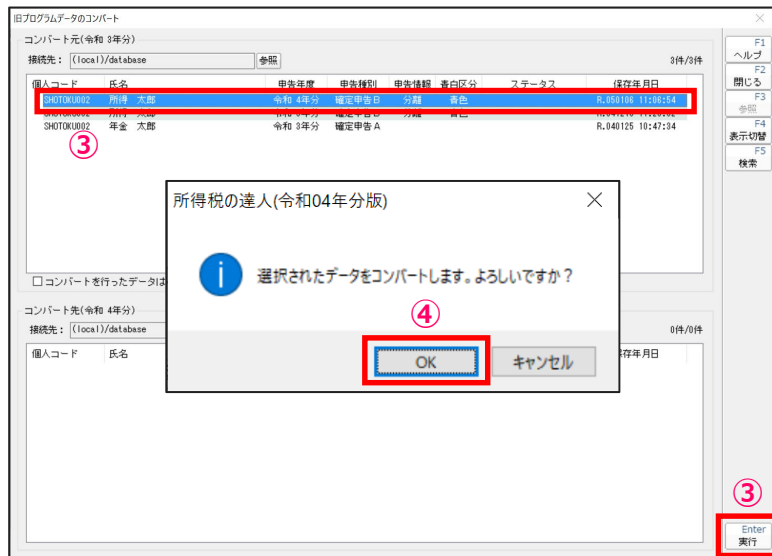 旧プログラムデータのコンバート
コンバート元(令和 3年分)
接続先： (local)/database 参照 3件/3件
個人コード 氏名 申告年度 申告種別 申告情報 青白区分 ステータス 保存年月日
SHOTOKU002 所得 太郎 令和 4年分 確定申告B 分離 青色 R.050106 11:06:54
SHOTOKU002 年金 太郎 令和 3年分 確定申告A R.040125 10:47:34
③
□コンバートを行ったデータは
所得税の達人(令和04年分版)
選択されたデータをコンバートします。よろしいですか？
④
OK キャンセル
コンバート先(令和 4年分)
接続先： (local)/database 0件/0件
個人コード 氏名 存年月日
F1
ヘルプ
F2
閉じる
F3
参照
F4
表示切替
F5
検索
③
Enter
実行